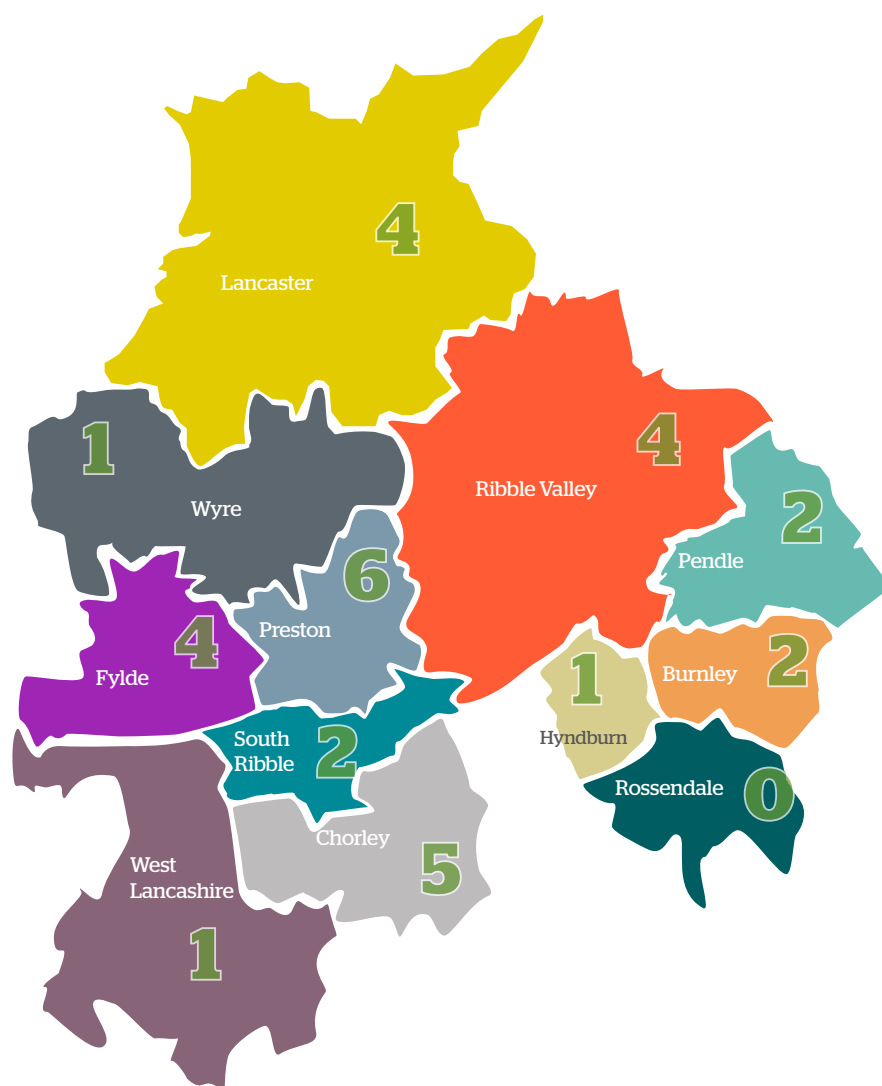 4
Lancaster
1
4
Ribble Valley
Wyre
2
Pendle
6
Preston
4
Fylde
2
Burnley
1
Hyndburn
South
Ribble
2
Rossendale
0
Chorley
5
West
Lancashire
1